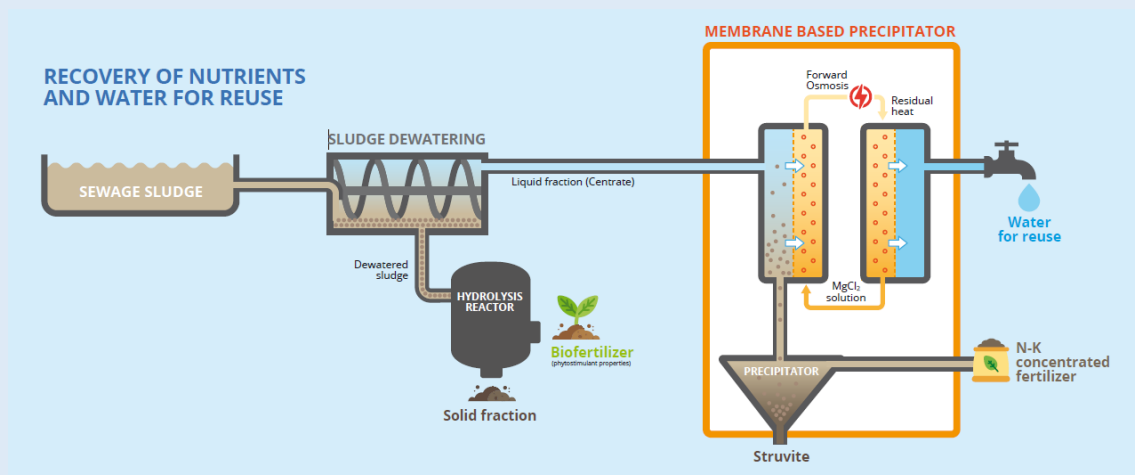 MEMBRANE BASED PRECIPITATOR
RECOVERY OF NUTRIENTS
AND WATER FOR REUSE
Forward
Osmosis
Residual
heat
SLUDGE DEWATERING
SEWAGE SLUDGE
Liquid fraction (Centrate)
Water
for reuse
Dewatered
sludge
MgCl₂
solution
HYDROLYSIS
REACTOR
Biofertilizer
(phytostimulant properties)
N-K
concentrated
fertilizer
PRECIPITATOR
Solid fraction
Struvite